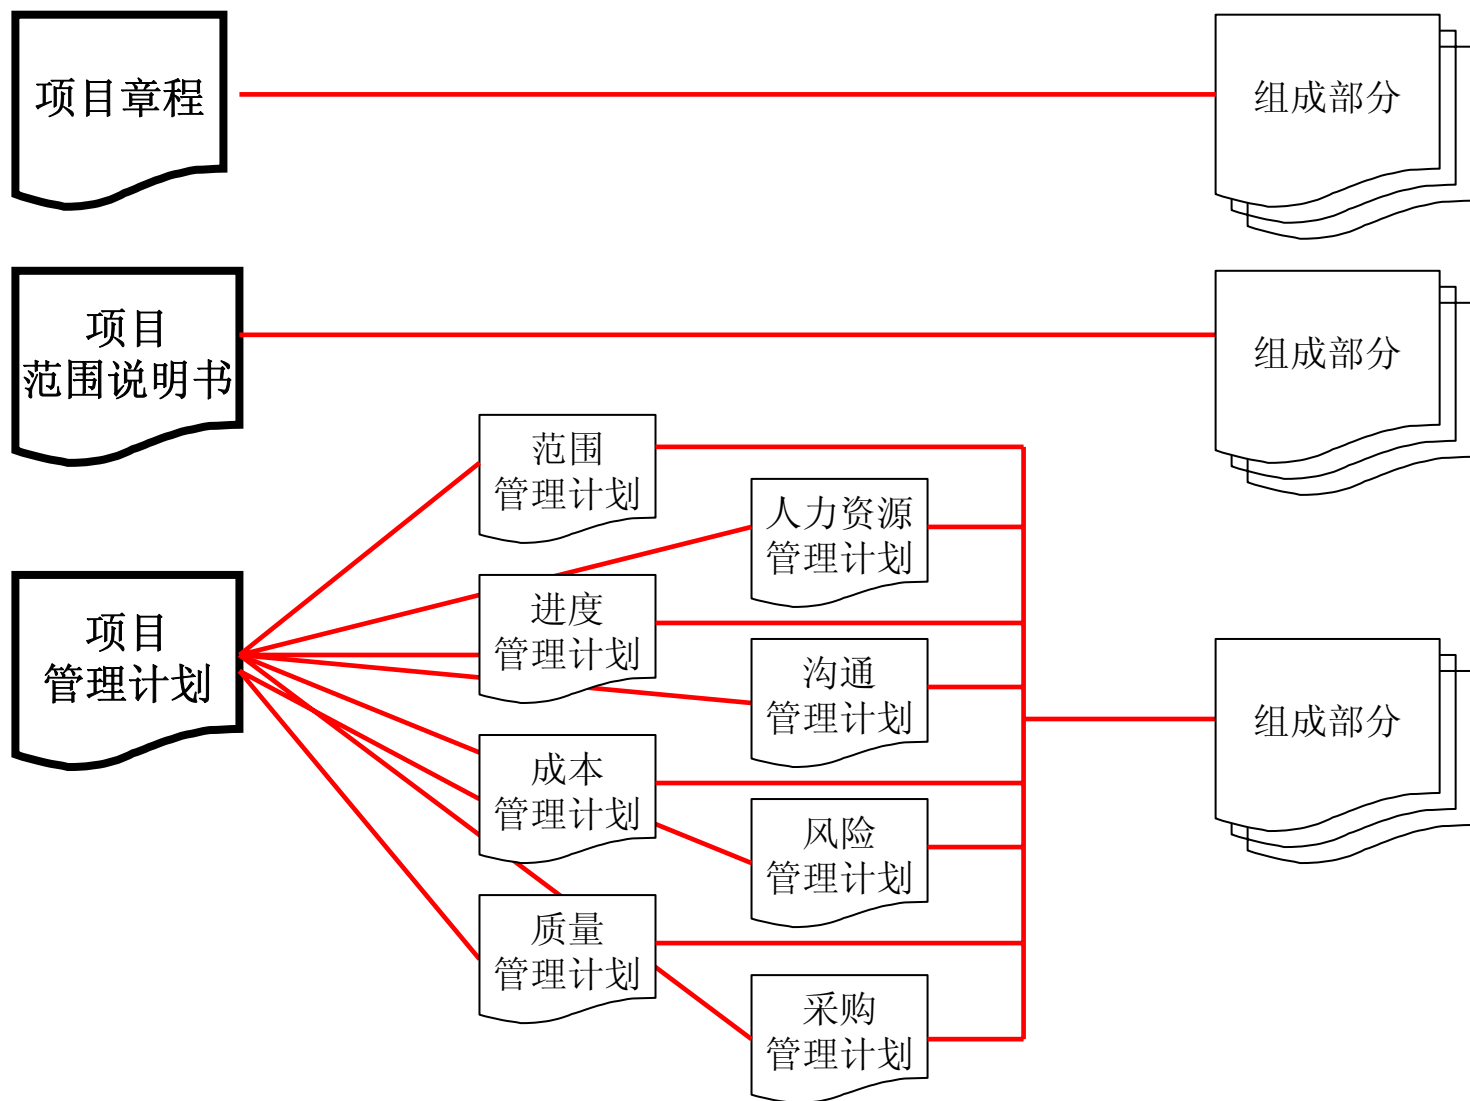 项目章程
组成部分
项目
范围说明书
组成部分
范围
管理计划
人力资源
管理计划
项目
管理计划
进度
管理计划
沟通
管理计划
组成部分
成本
管理计划
风险
管理计划
质量
管理计划
采购
管理计划